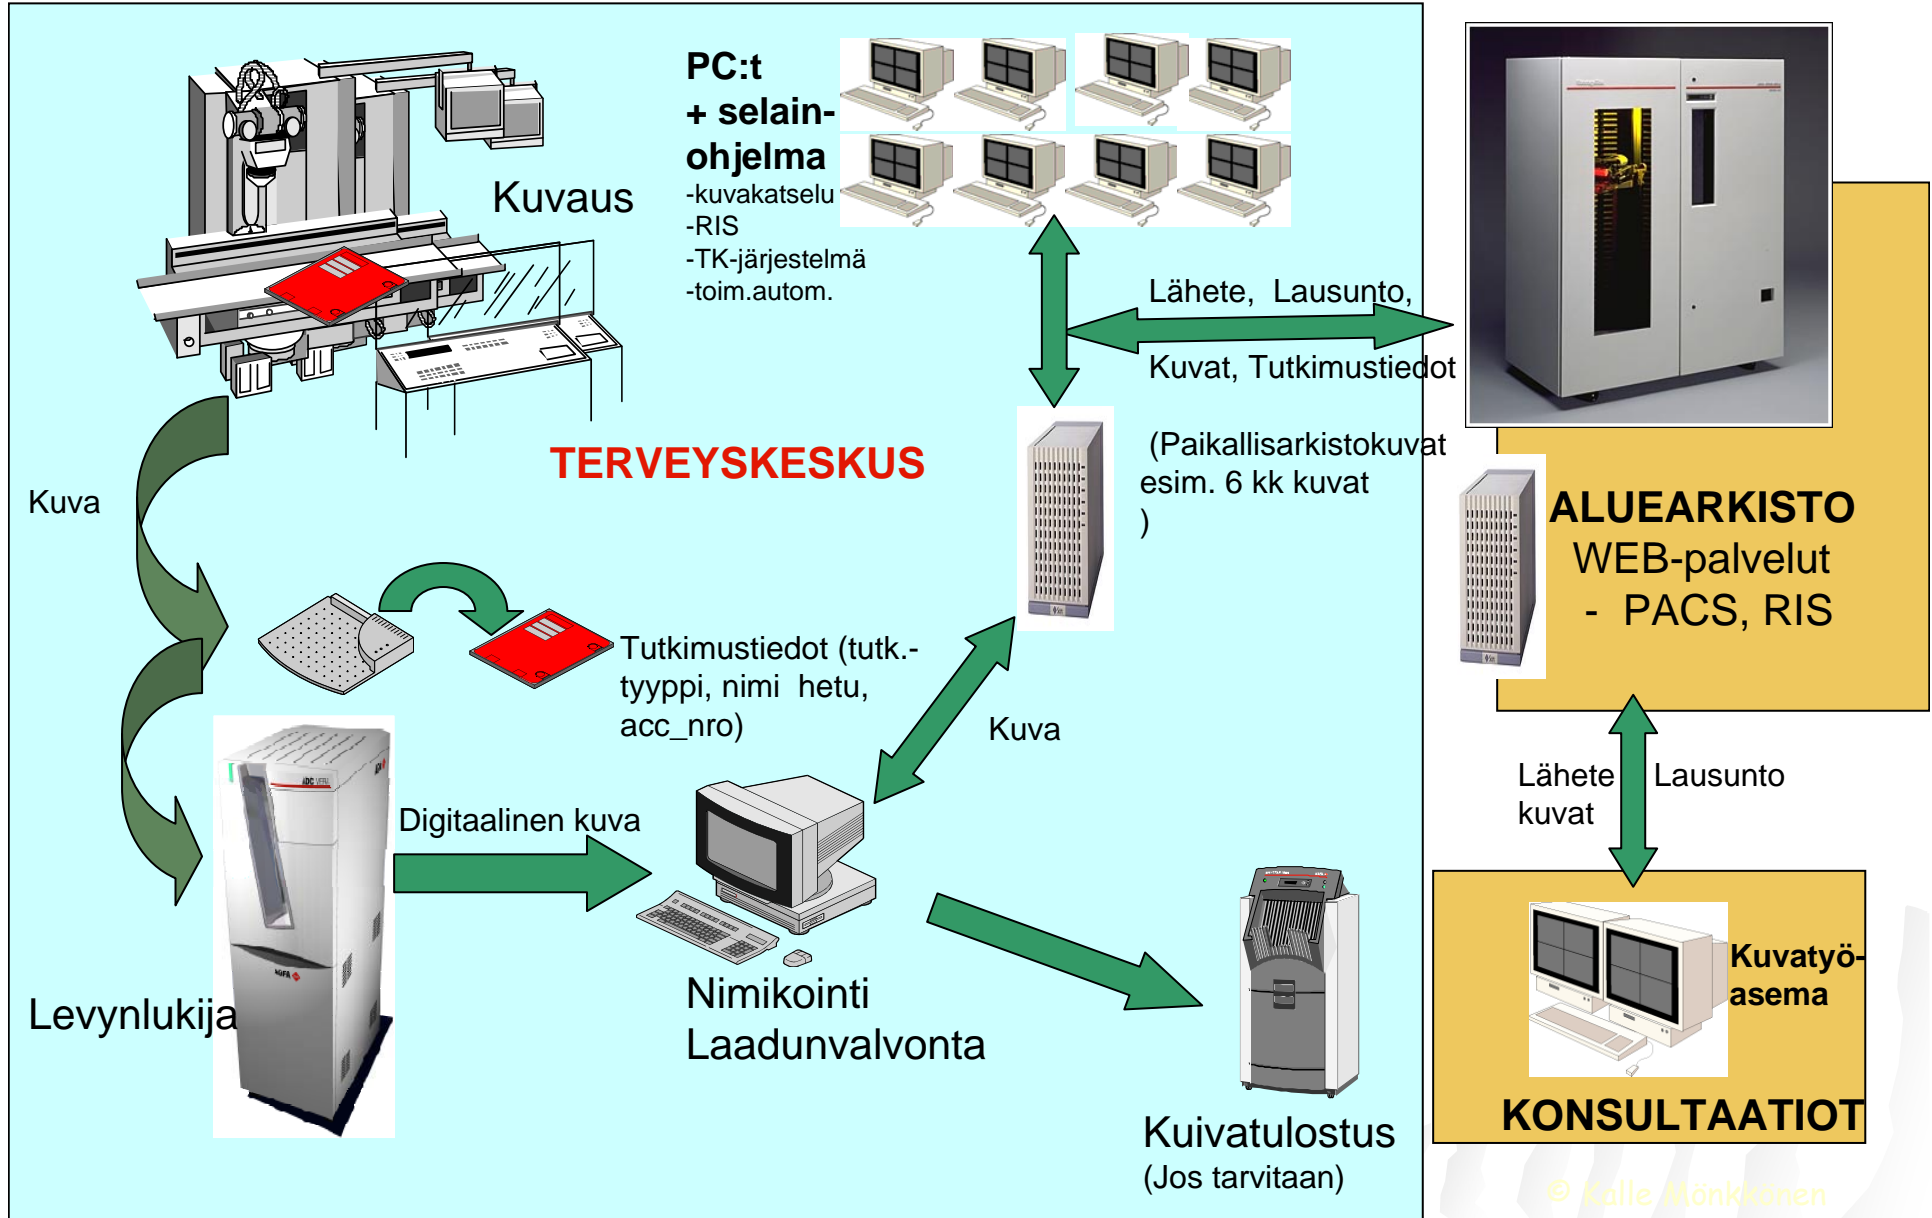 PC:t
+ selain-
ohjelma
-kuvakatselu
-RIS
-TK-järjestelmä
-toim.autom.
Kuvaus
Lähete, Lausunto,
Kuvat, Tutkimustiedot
(Paikallisarkistokuvat
esim. 6 kk kuvat
)
TERVEYSKESKUS
Kuva
ALUEARKISTO
WEB-palvelut
- PACS, RIS
Tutkimustiedot (tutk.-
tyyppi, nimi hetu,
acc_nro)
Kuva
Lähete
kuvat
Lausunto
Digitaalinen kuva
AGFA
Levynlukija
Nimikointi
Laadunvalvonta
Kuvatyö-
asema
KONSULTAATIOT
Kuivatulostus
(Jos tarvitaan)
© Kalle Mönkkönen